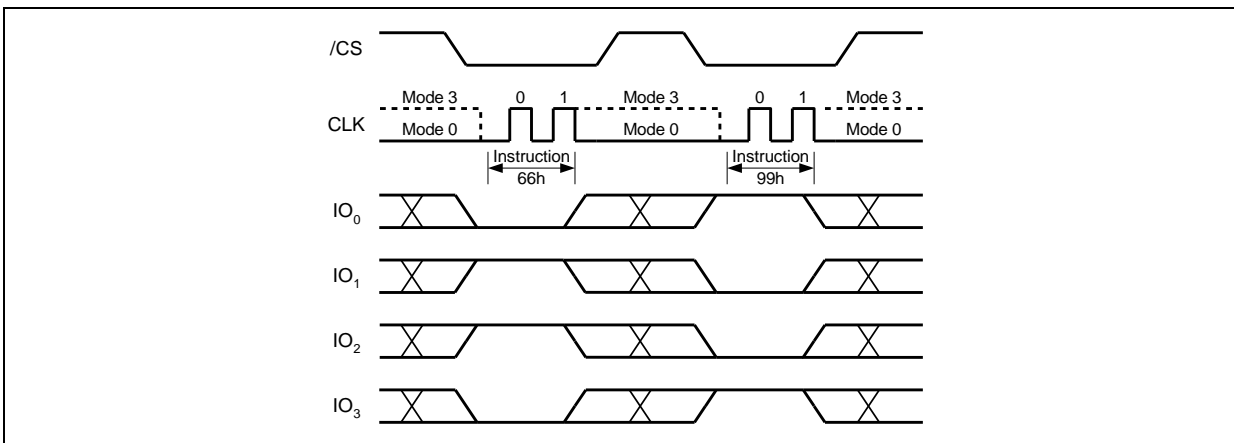 /CS
Mode 3 0 1 Mode 3 0 1 Mode 3
CLK
Mode 0 Mode 0 Mode 0
Instruction Instruction
66h 99h
IO0
IO1
IO2
IO3